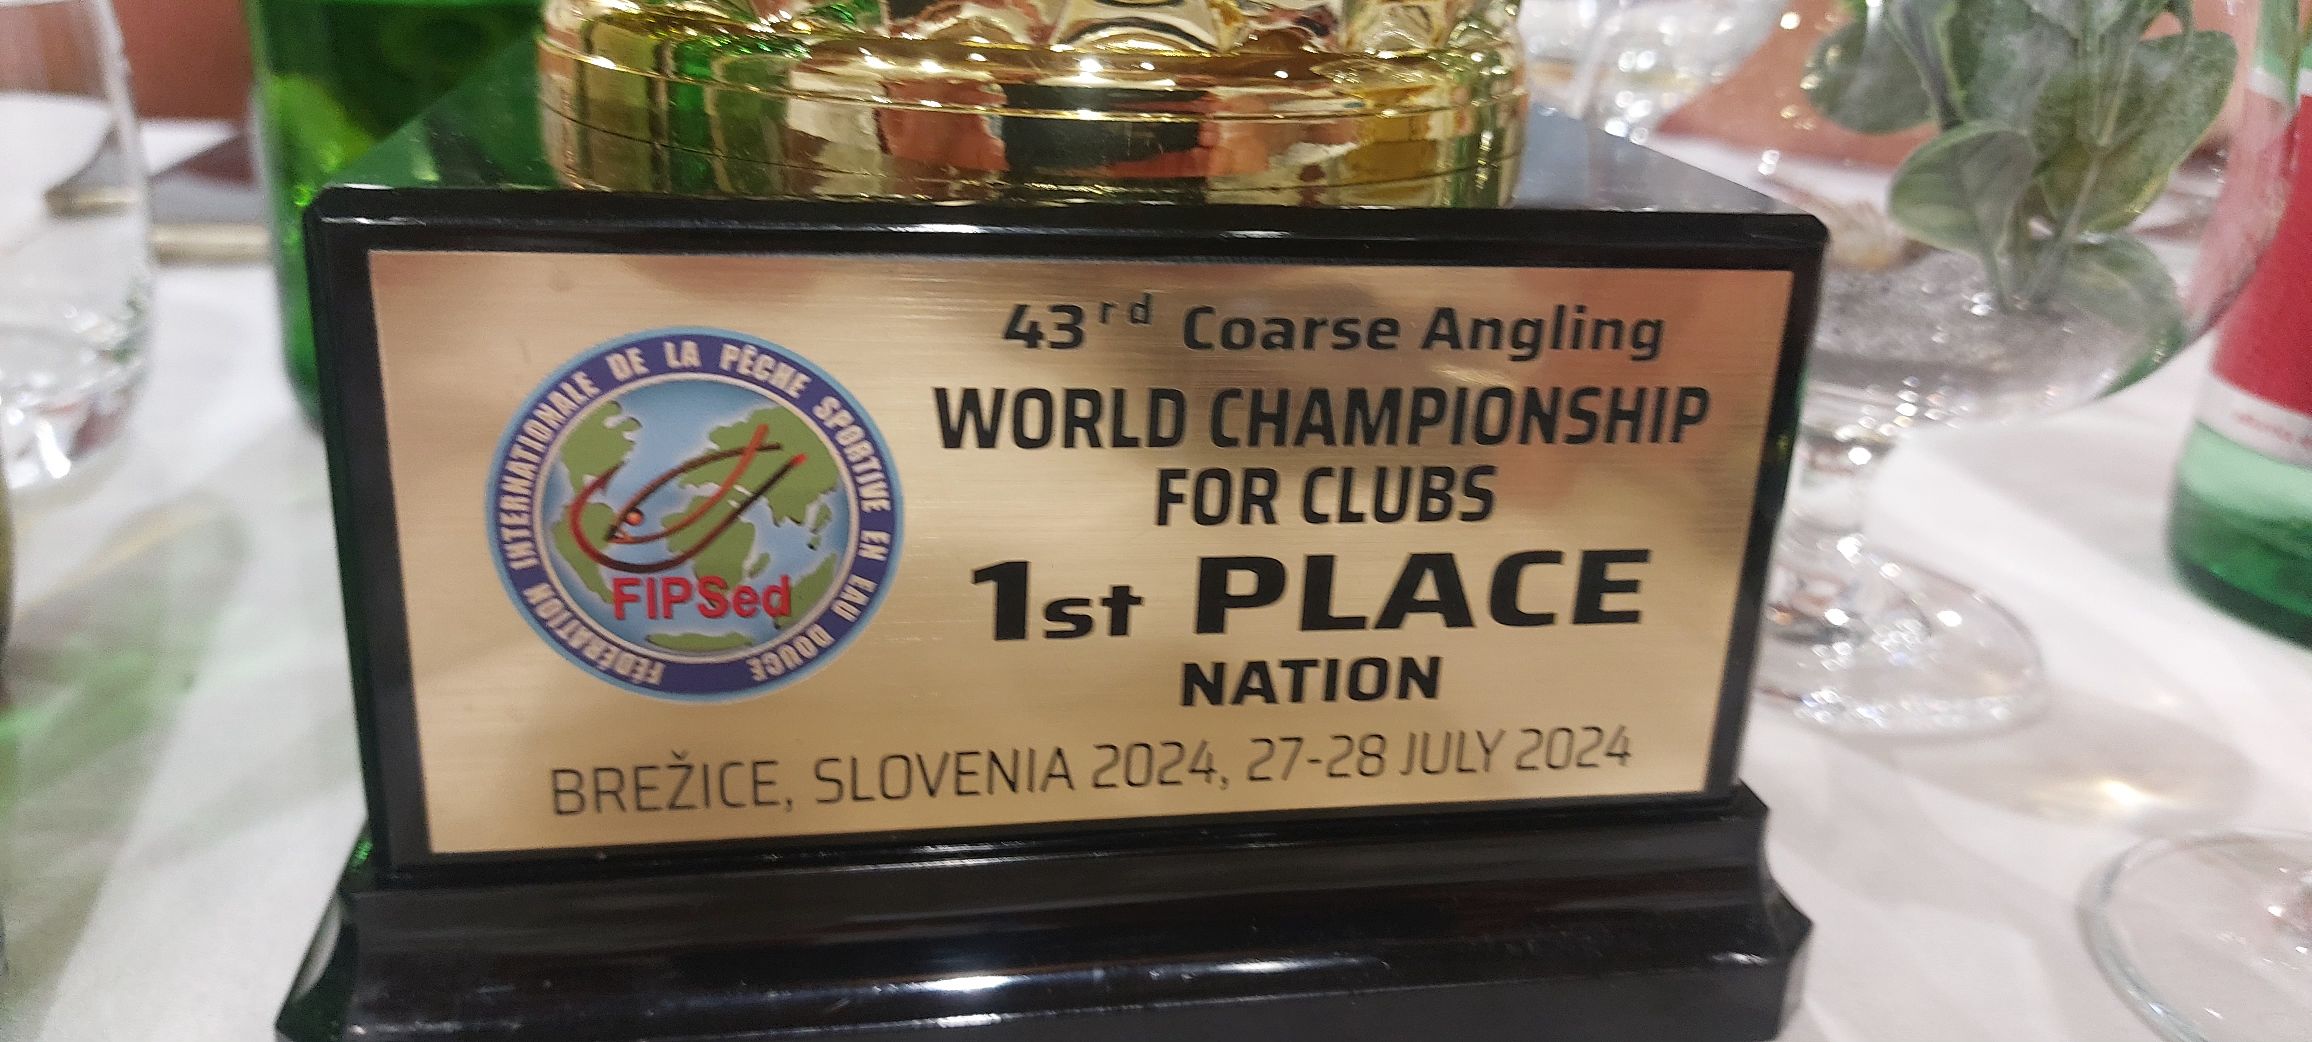 FÉDÉRATION INTERNATIONALE DE LA PÊCHE SPORTIVE EN EAU DOUCE
FIPSed
43rd Coarse Angling
WORLD CHAMPIONSHIP
FOR CLUBS
1st PLACE
NATION
BREŽICE, SLOVENIA 2024, 27-28 JULY 2024